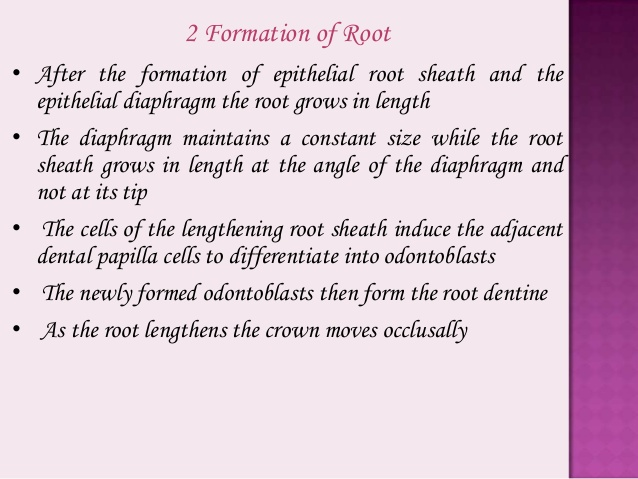 2 Formation of Root
• After the formation of epithelial root sheath and the
epithelial diaphragm the root grows in length
• The diaphragm maintains a constant size while the root
sheath grows in length at the angle of the diaphragm and
not at its tip
• The cells of the lengthening root sheath induce the adjacent
dental papilla cells to differentiate into odontoblasts
• The newly formed odontoblasts then form the root dentine
• As the root lengthens the crown moves occlusally